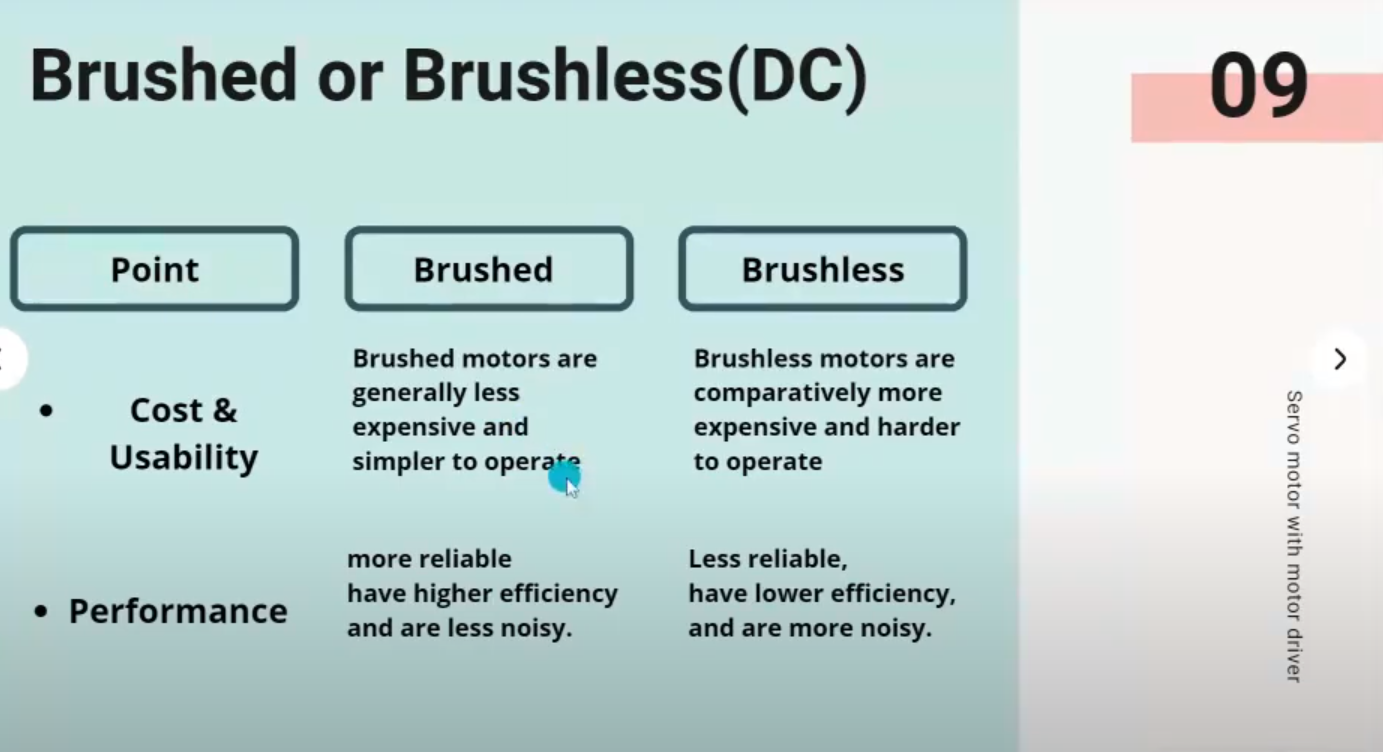 Brushed or Brushless(DC)
09
Point
Brushed
Brushless
• Cost &
Usability
Brushed motors are
generally less
expensive and
simpler to operate
Brushless motors are
comparatively more
expensive and harder
to operate
• Performance
more reliable
have higher efficiency
and are less noisy.
Less reliable,
have lower efficiency,
and are more noisy.
Servo motor with motor driver